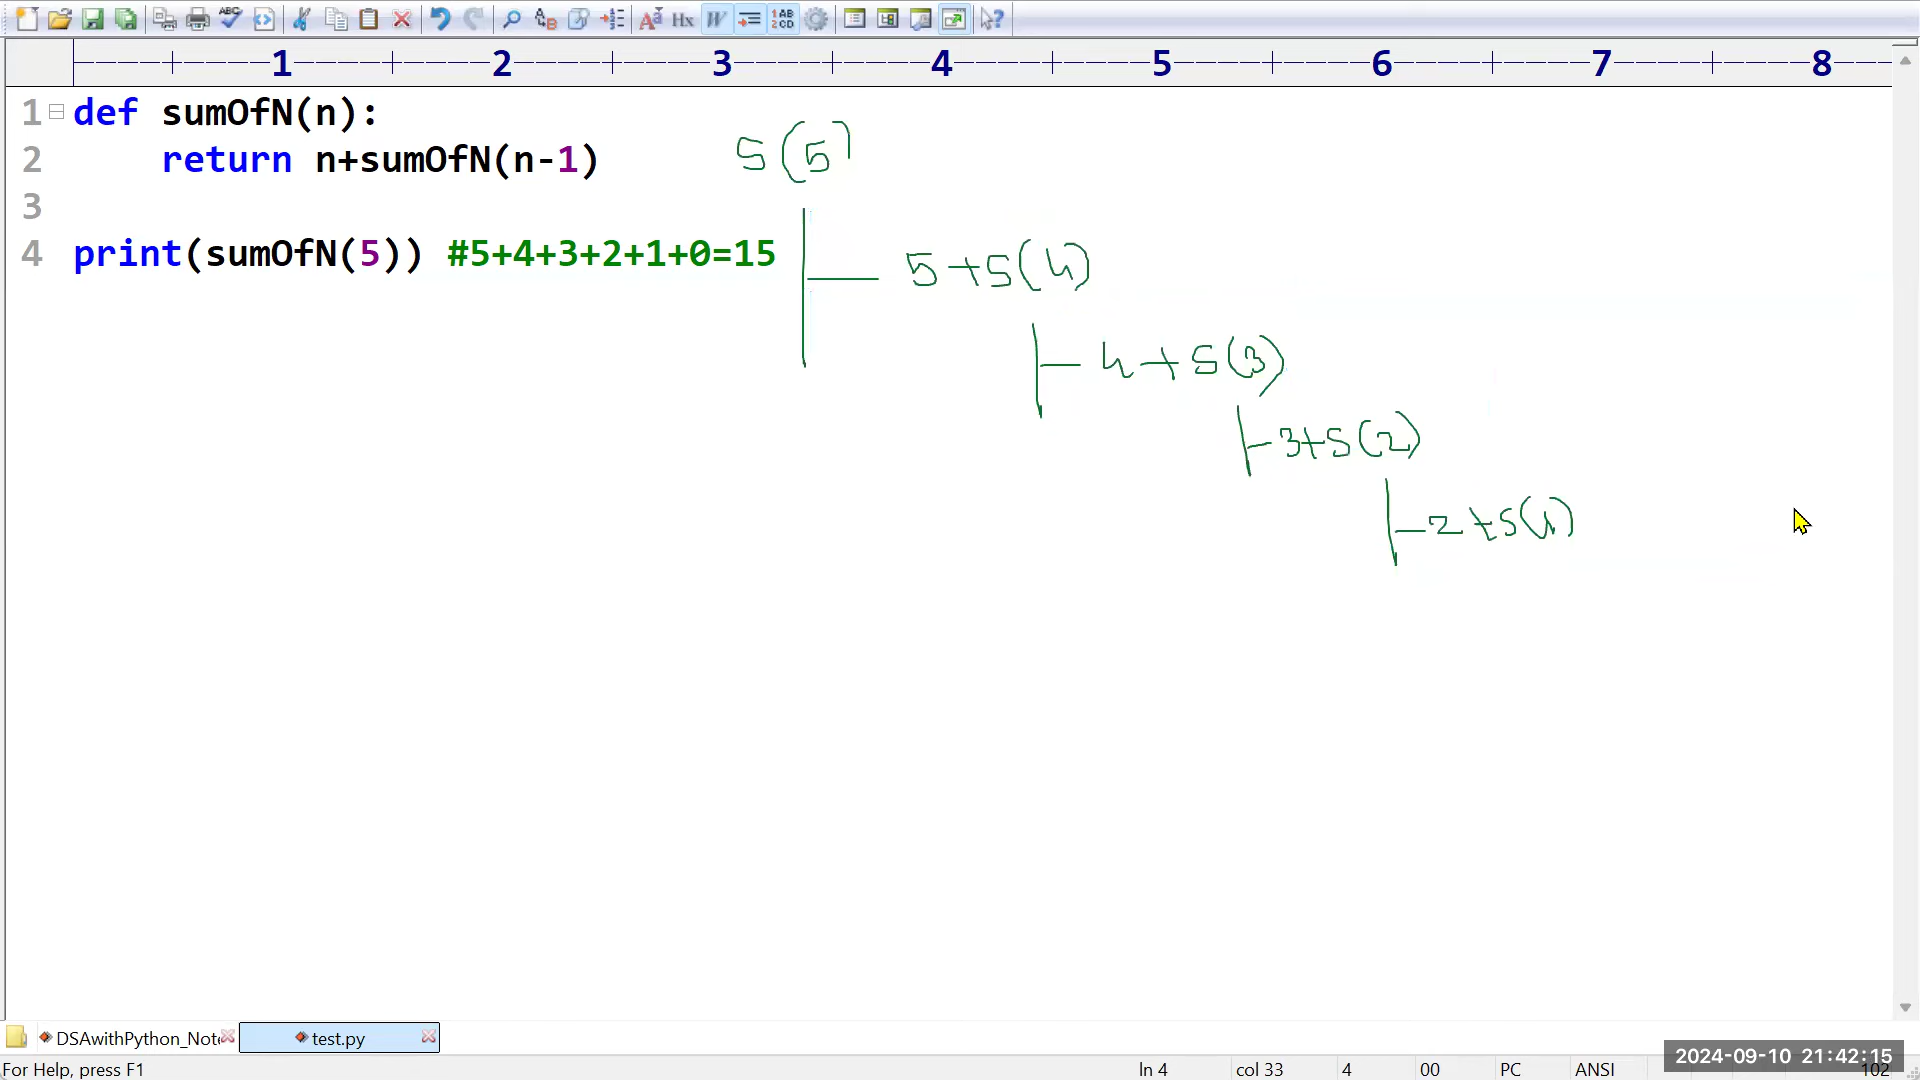 1 2 3 4 5 6 7 8
1 def sumOfN(n):
2 return n+sumOfN(n-1)
3
4 print(sumOfN(5)) #5+4+3+2+1+0=15
S(5)
5+S(4)
4+S(3)
3+S(2)
2+S(1)
DSAwithPython_Note
test.py
For Help, press F1
ln 4 col 33 4 00 PC ANSI 102
2024-09-10 21:42:15